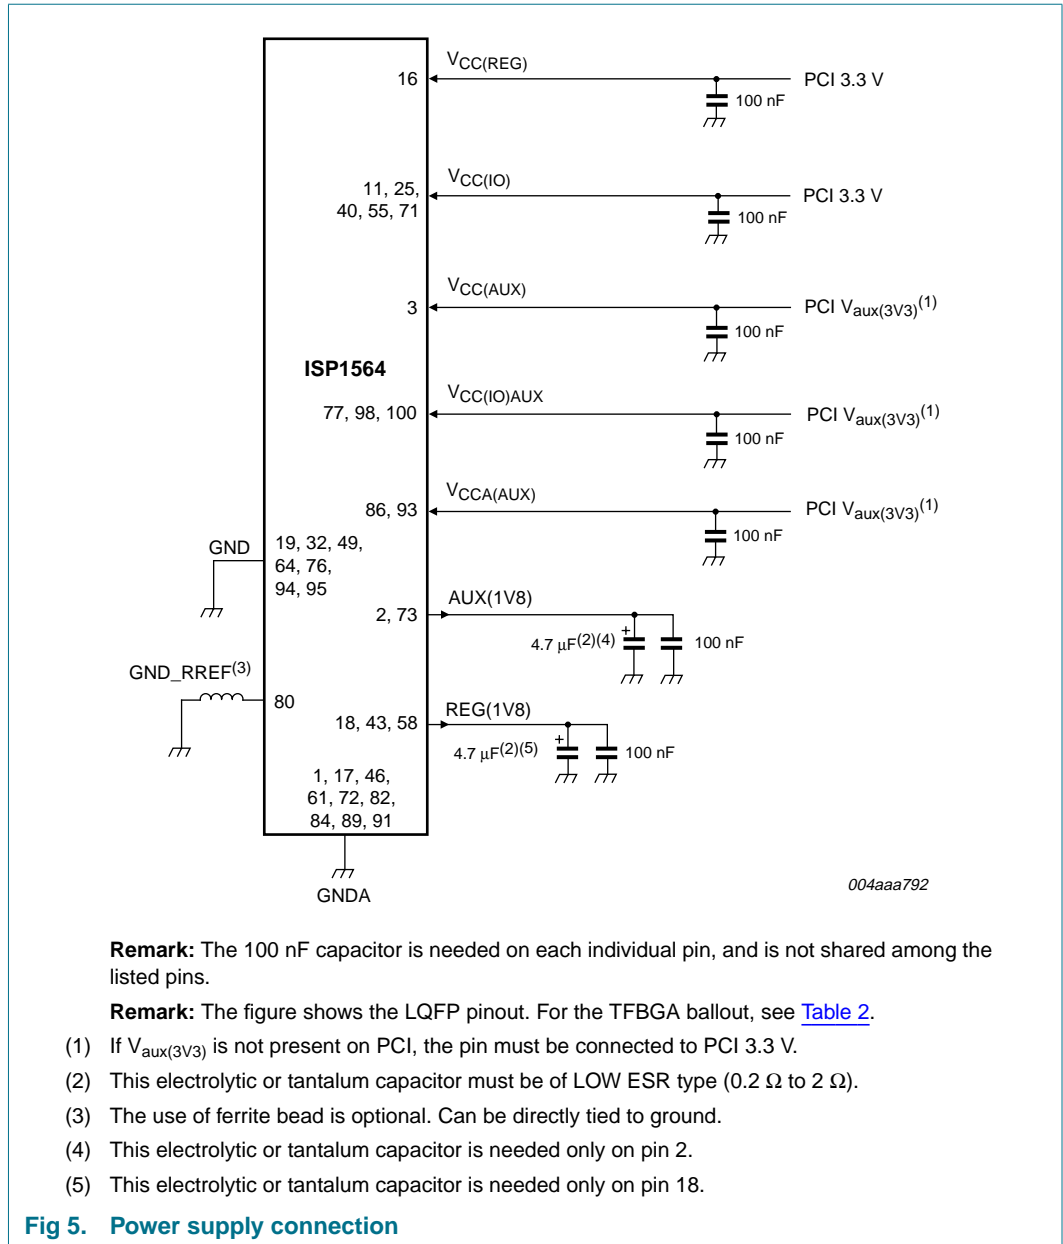 VCC(REG)
16
PCI 3.3 V
100 nF
VCC(IO)
11, 25,
40, 55, 71
PCI 3.3 V
100 nF
VCC(AUX)
3
PCI Vaux(3V3)(1)
100 nF
ISP1564
VCC(IO)AUX
77, 98, 100
PCI Vaux(3V3)(1)
100 nF
VCCA(AUX)
86, 93
PCI Vaux(3V3)(1)
100 nF
GND
19, 32, 49,
64, 76,
94, 95
AUX(1V8)
2, 73
+
4.7 μF(2)(4)
100 nF
GND_RREF(3)
80
REG(1V8)
18, 43, 58
+
4.7 μF(2)(5)
100 nF
1, 17, 46,
61, 72, 82,
84, 89, 91
GNDA
004aaa792
Remark: The 100 nF capacitor is needed on each individual pin, and is not shared among the
listed pins.
Remark: The figure shows the LQFP pinout. For the TFBGA ballout, see Table 2.
(1) If Vaux(3V3) is not present on PCI, the pin must be connected to PCI 3.3 V.
(2) This electrolytic or tantalum capacitor must be of LOW ESR type (0.2 Ω to 2 Ω).
(3) The use of ferrite bead is optional. Can be directly tied to ground.
(4) This electrolytic or tantalum capacitor is needed only on pin 2.
(5) This electrolytic or tantalum capacitor is needed only on pin 18.
Fig 5. Power supply connection